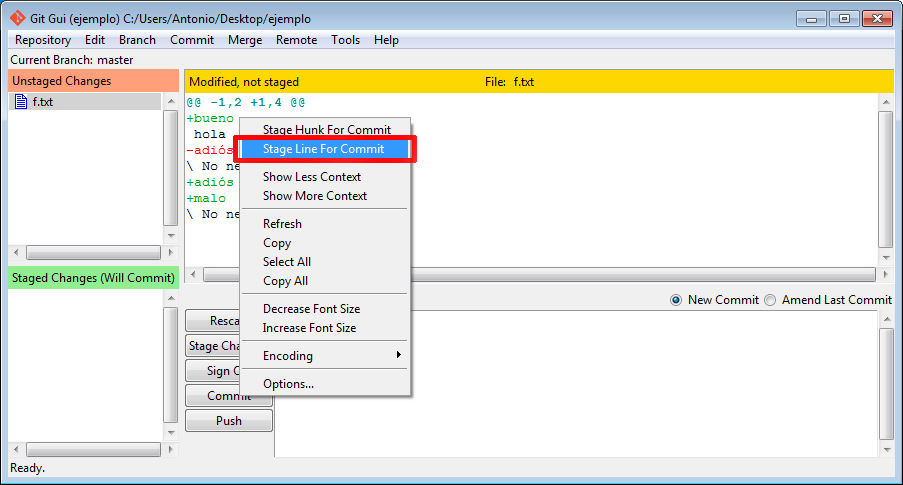 Git Gui (ejemplo) C:/Users/Antonio/Desktop/ejemplo
Repository Edit Branch Commit Merge Remote Tools Help
Current Branch: master
Unstaged Changes
f.txt
Modified, not staged File: f.txt
@@ -1,2 +1,4 @@
+bueno
hola
-adiós
\ No ne
+adiós
+malo
\ No ne
Stage Hunk For Commit
Stage Line For Commit
Show Less Context
Show More Context
Refresh
Copy
Select All
Copy All
Decrease Font Size
Increase Font Size
Encoding
Options...
Staged Changes (Will Commit)
New Commit Amend Last Commit
Resca
Stage Cha
Sign O
Commit
Push
Ready.